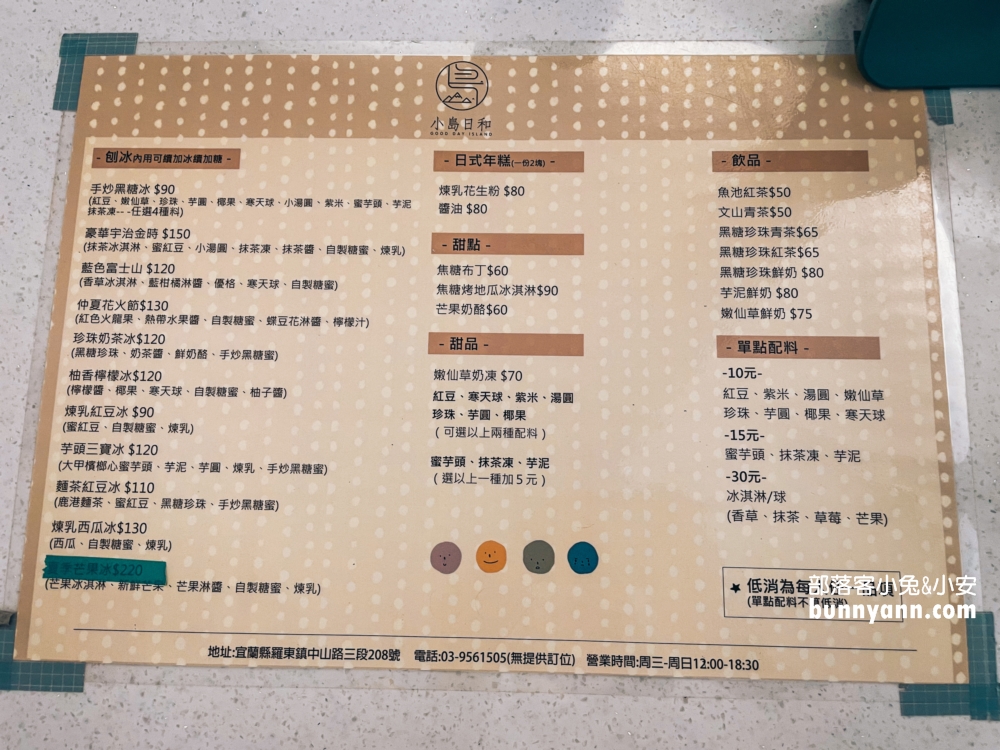 小島日和
GOOD DAY ISLAND
- 刨冰內用可續加冰續加糖 -
手炒黑糖冰 $90
(紅豆、嫩仙草、珍珠、芋圓、椰果、寒天球、小湯圓、紫米、蜜芋頭、芋泥
抹茶凍-- -任選4種料)
豪華宇治金時 $150
(抹茶冰淇淋、蜜紅豆、小湯圓、抹茶凍、抹茶醬、自製糖蜜、煉乳)
藍色富士山 $120
(香草冰淇淋、藍柑橘淋醬、優格、寒天球、自製糖蜜)
仲夏花火節$130
(紅色火龍果、熱帶水果醬、自製糖蜜、蝶豆花淋醬、檸檬汁)
珍珠奶茶冰$120
(黑糖珍珠、奶茶醬、鮮奶酪、手炒黑糖蜜)
柚香檸檬冰$120
(檸檬醬、椰果、寒天球、自製糖蜜、柚子醬)
煉乳紅豆冰 $90
(蜜紅豆、自製糖蜜、煉乳)
芋頭三寶冰 $120
(大甲檳榔心蜜芋頭、芋泥、芋圓、煉乳、手炒黑糖蜜)
麵茶紅豆冰 $110
(鹿港麵茶、蜜紅豆、黑糖珍珠、手炒黑糖蜜)
煉乳西瓜冰$130
(西瓜、自製糖蜜、煉乳)
季芒果冰$220
(芒果冰淇淋、新鮮芒果、芒果淋醬、自製糖蜜、煉乳)
- 日式年糕(一份2塊) -
煉乳花生粉 $80
醬油 $80
- 甜點 -
焦糖布丁$60
焦糖烤地瓜冰淇淋$90
芒果奶酪$60
- 甜品 -
嫩仙草奶凍 $70
紅豆、寒天球、紫米、湯圓
珍珠、芋圓、椰果
(可選以上兩種配料)
蜜芋頭、抹茶凍、芋泥
(選以上一種加5元)
- 飲品 -
魚池紅茶$50
文山青茶$50
黑糖珍珠青茶$65
黑糖珍珠紅茶$65
黑糖珍珠鮮奶 $80
芋泥鮮奶 $80
嫩仙草鮮奶 $75
- 單點配料 -
-10元-
紅豆、紫米、湯圓、嫩仙草
珍珠、芋圓、椰果、寒天球
-15元-
蜜芋頭、抹茶凍、芋泥
-30元-
冰淇淋/球
(香草、抹茶、草莓、芒果)
★ 低消為每
(單點配料不 低消)
部落客小兔&小安
bunnyann.com
地址:宜蘭縣羅東鎮中山路三段208號 電話:03-9561505(無提供訂位) 營業時間:周三-周日12:00-18:30